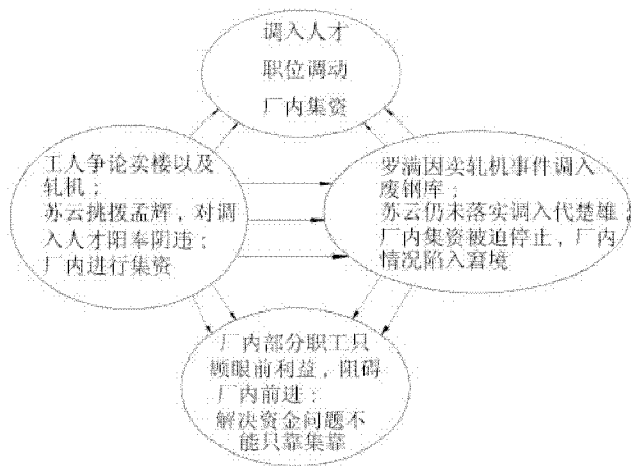 调入人才
职位调动
厂内集资
工人争论卖楼以及
轧机；
苏云挑拨孟辉，对调
入人才阳奉阴违；
厂内进行集资
罗满因卖轧机事件调入
废钢库；
苏云仍未落实调入代楚雄；
厂内集资被迫停止，厂内
情况陷入窘境
厂内部分职工只
顾眼前利益，阻碍
厂内前进；
解决资金问题不
能只靠集靠